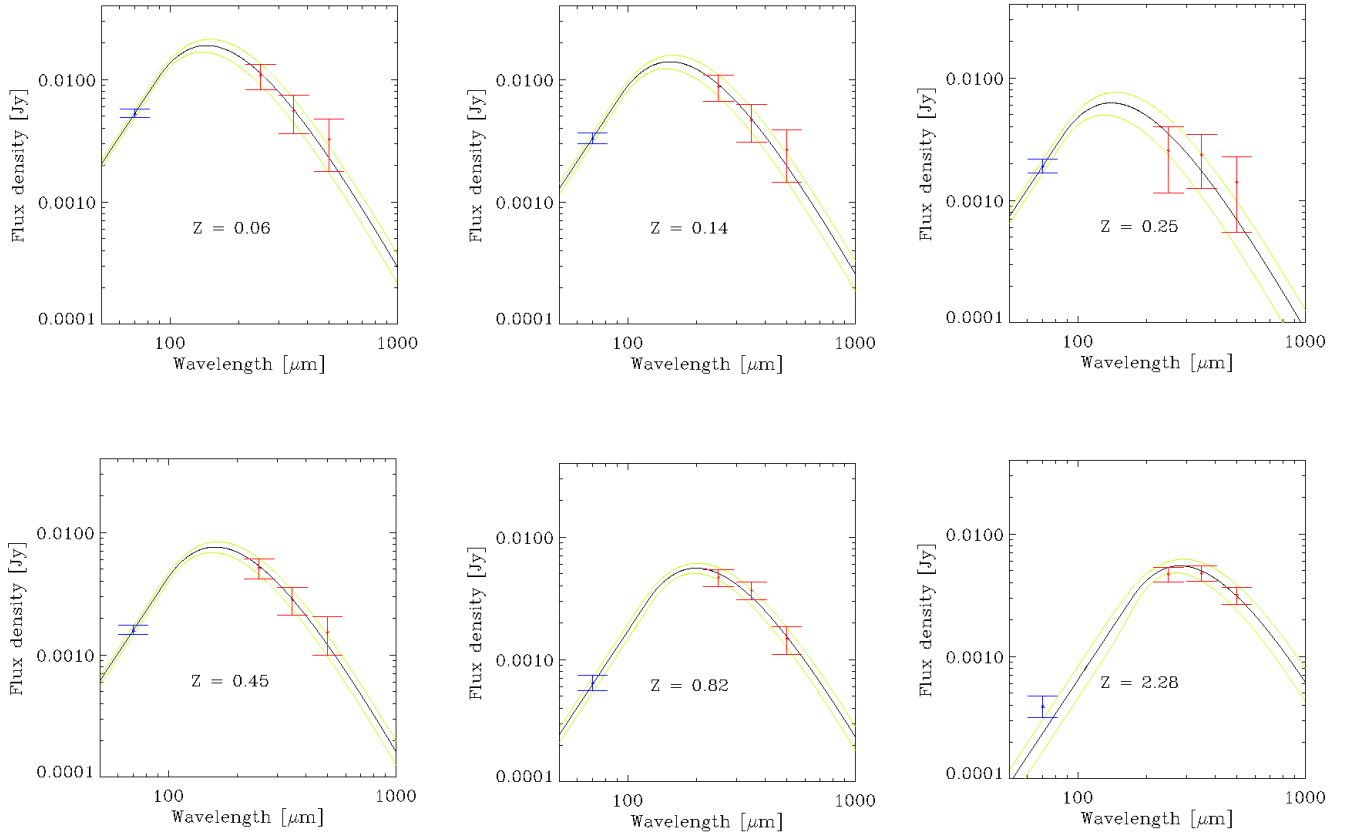 Flux density [Jy]
0.0100
0.0010
0.0001
Z = 0.06
100
1000
Wavelength [μm]
Flux density [Jy]
0.0100
0.0010
0.0001
Z = 0.14
100
1000
Wavelength [μm]
Flux density [Jy]
0.0100
0.0010
0.0001
Z = 0.25
100
1000
Wavelength [μm]
Flux density [Jy]
0.0100
0.0010
0.0001
Z = 0.45
100
1000
Wavelength [μm]
Flux density [Jy]
0.0100
0.0010
0.0001
Z = 0.82
100
1000
Wavelength [μm]
Flux density [Jy]
0.0100
0.0010
0.0001
Z = 2.28
100
1000
Wavelength [μm]